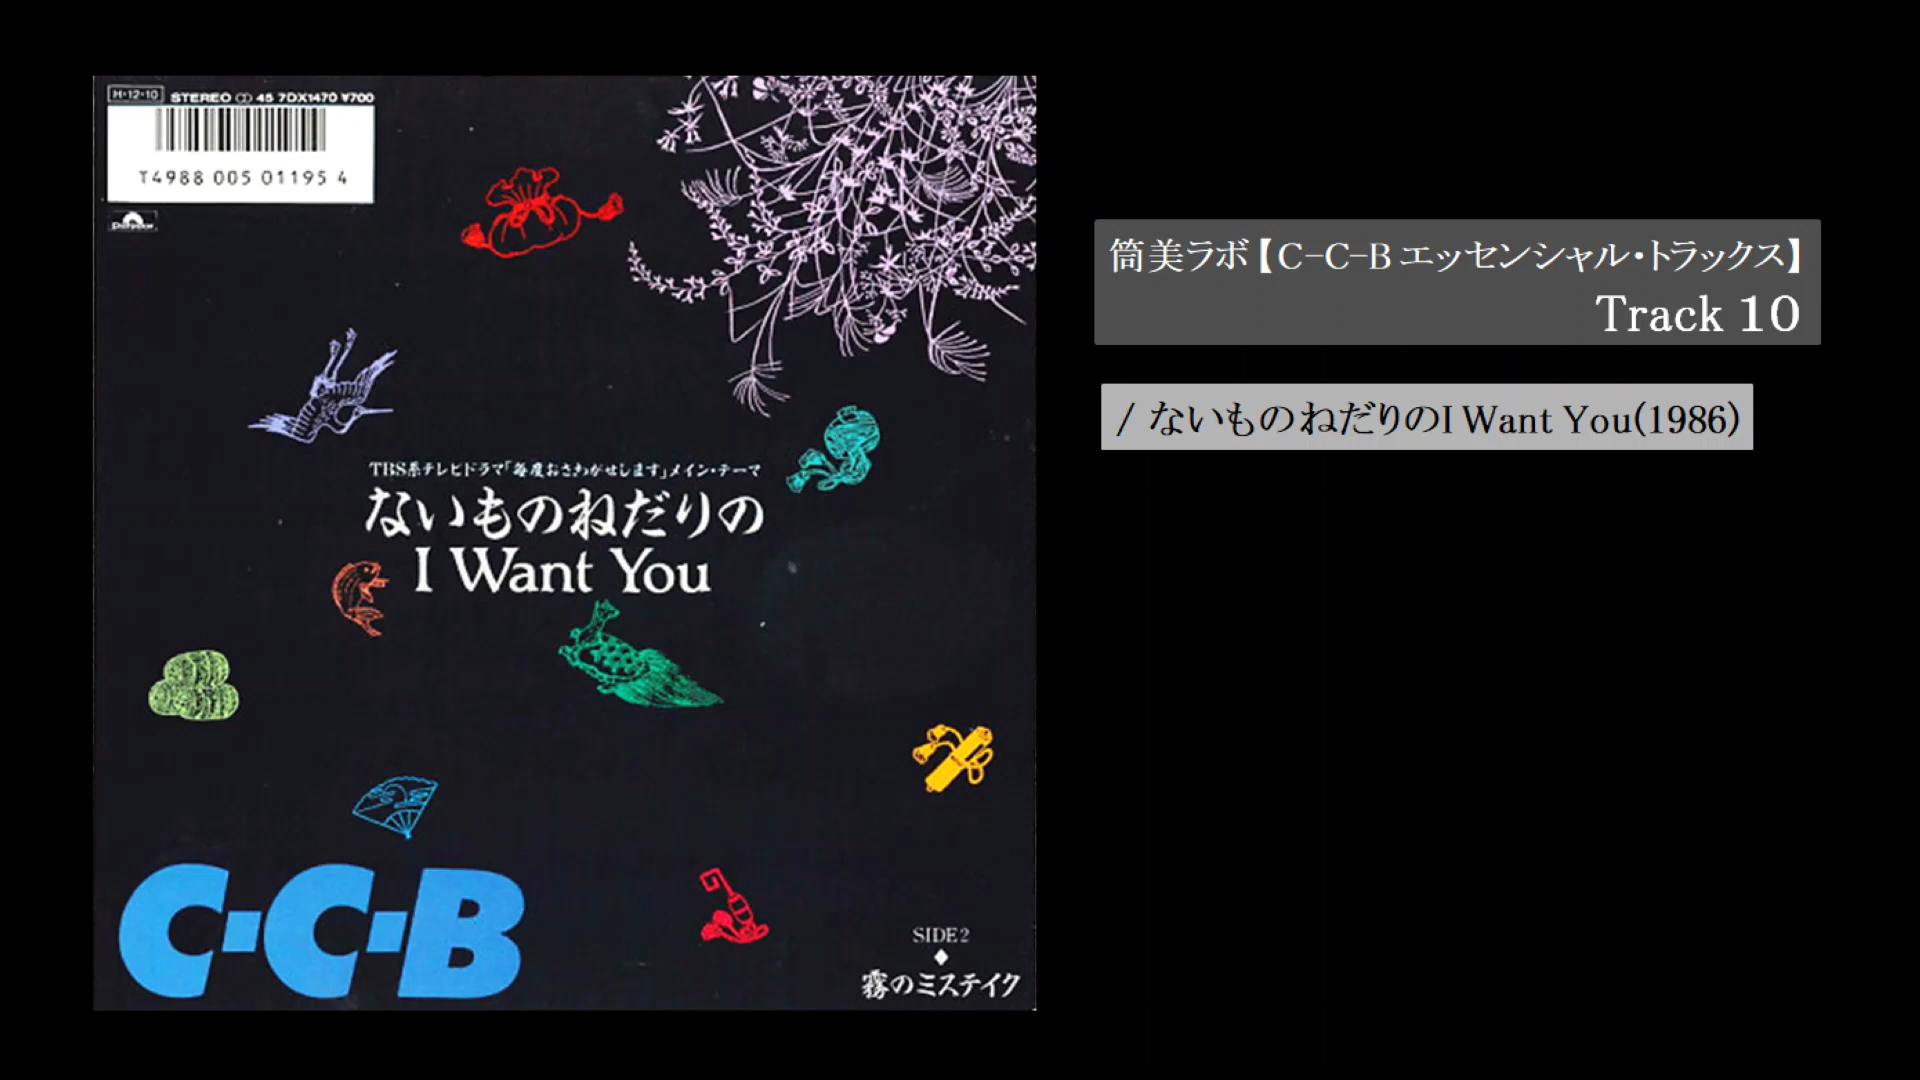 H·12·10 STEREO 45 7DX1470 ¥700
T4988 005 01195 4
Polydor
TBS系テレビドラマ「毎度おさわがせします」メイン・テーマ
ないものねだりの
I Want You
C-C-B
SIDE2
◆
霧のミステイク
筒美ラボ【C-C-Bエッセンシャル・トラックス】
Track 10
/ ないものねだりのI Want You(1986)